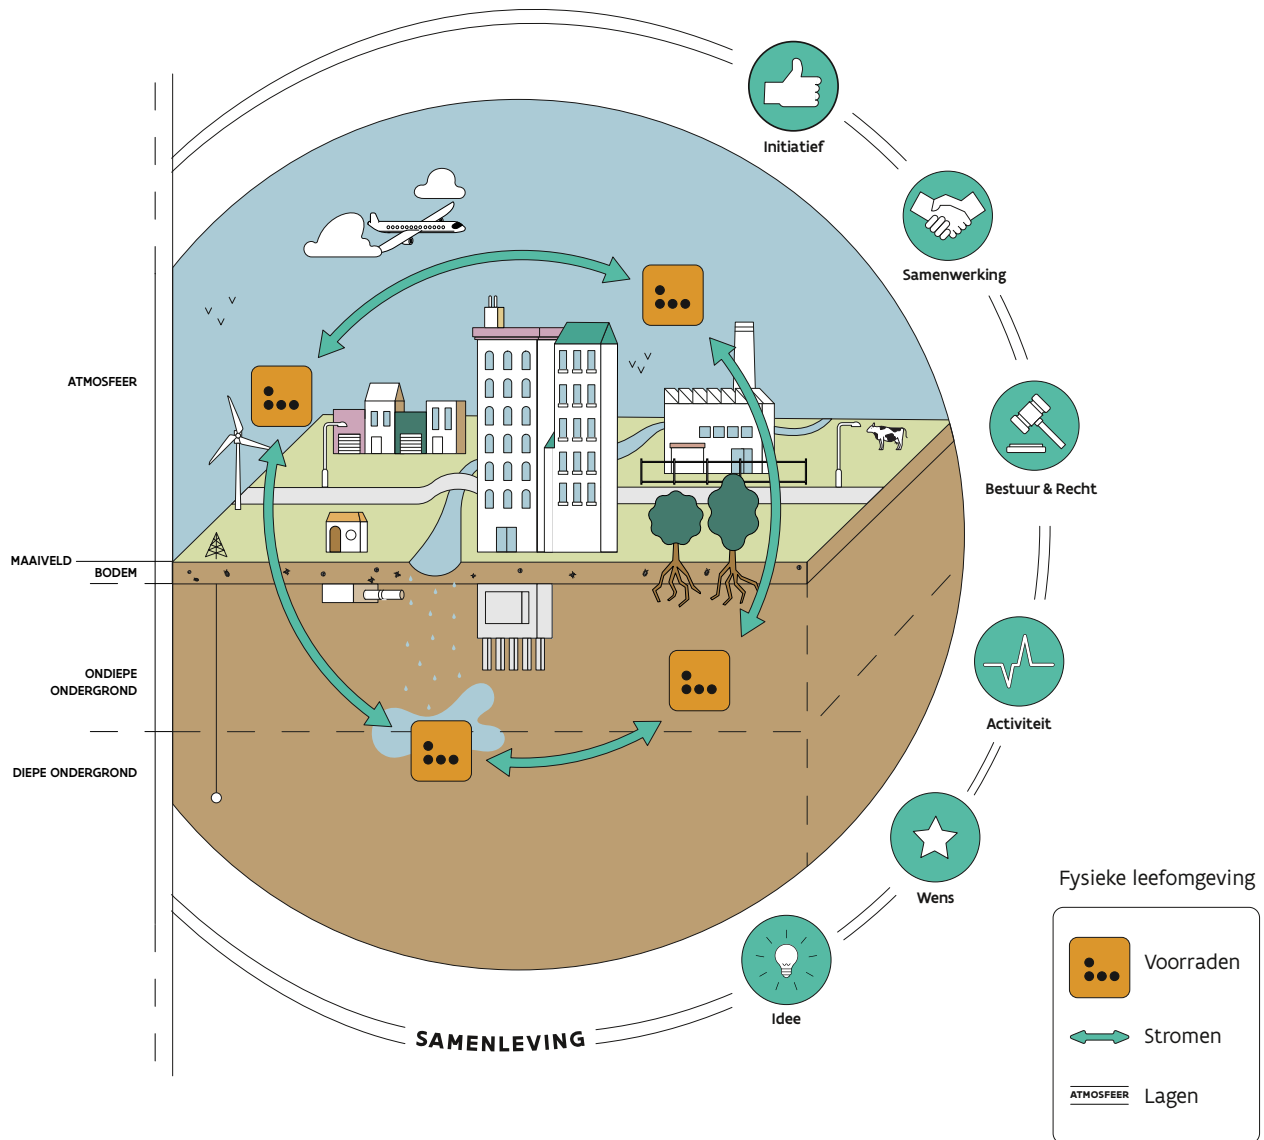 Initiatief
Samenwerking
ATMOSFEER
Bestuur & Recht
MAAIVELD
BODEM
ONDIEPE
ONDERGROND
Activiteit
DIEPE ONDERGROND
Wens
Idee
SAMENLEVING
Fysieke leefomgeving
Voorraden
Stromen
ATMOSFEER Lagen